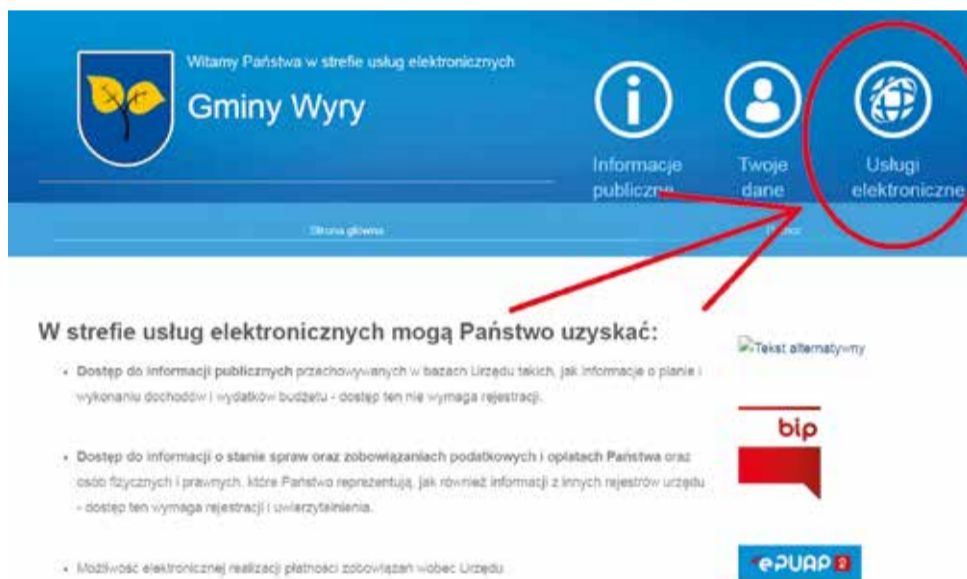 Witamy Państwa w strefie usług elektronicznych
Gminy Wyry
Informacje
publiczne
Twoje
dane
Usługi
elektroniczne
Strona główna
W strefie usług elektronicznych mogą Państwo uzyskać:
• Dostęp do informacji publicznych przechowywanych w bazach Urzędu takich, jak informacje o planie i
wykonaniu dochodów i wydatków budżetu - dostęp ten nie wymaga rejestracji.
• Dostęp do informacji o stanie spraw oraz zobowiązaniach podatkowych i opłatach Państwa oraz
osób fizycznych i prawnych, które Państwo reprezentują, jak również informacji z innych rejestrów urzędu
- dostęp ten wymaga rejestracji i uwierzytelnienia.
• Możliwość elektronicznej realizacji płatności zobowiązań wobec Urzędu
Tekst alternatywny
bip
ePUAP 2